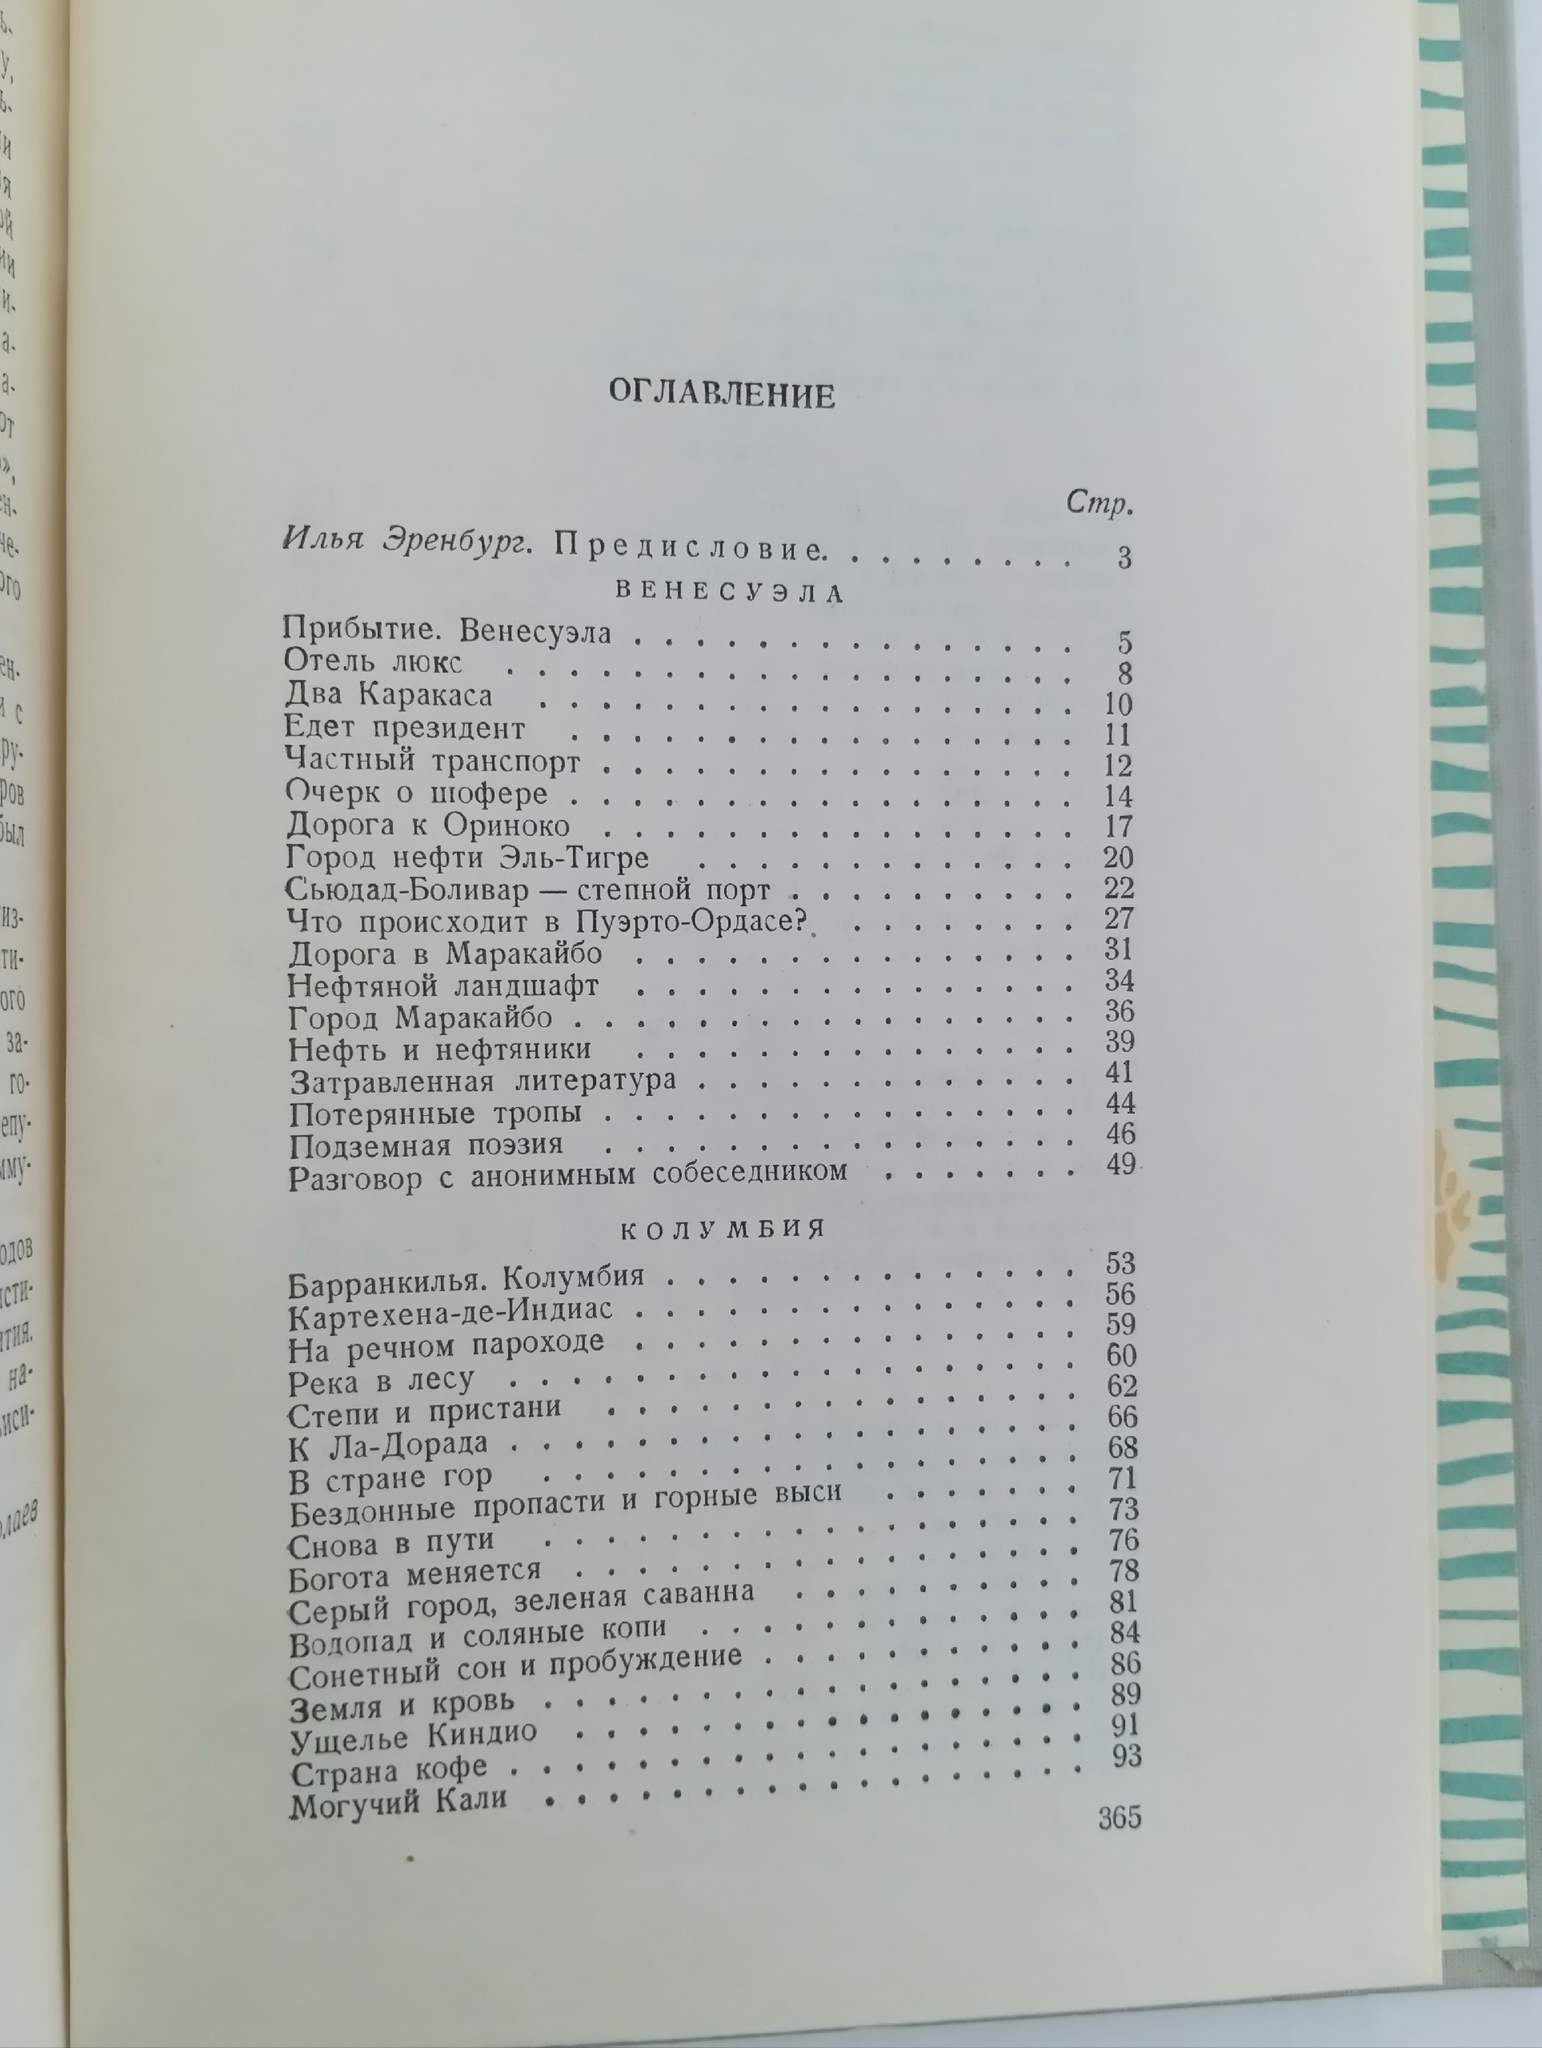 ОГЛАВЛЕНИЕ
Стр.
Илья Эренбург. Предисловие. . . . . . . . . 3
ВЕНЕСУЭЛА
Прибытие. Венесуэла . . . . . . . . . . . . . . 5
Отель люкс . . . . . . . . . . . . . . . . . . 8
Два Каракаса . . . . . . . . . . . . . . . . . 10
Едет президент . . . . . . . . . . . . . . . . 11
Частный транспорт . . . . . . . . . . . . . . . 12
Очерк о шофере . . . . . . . . . . . . . . . . 14
Дорога к Ориноко . . . . . . . . . . . . . . . 17
Город нефти Эль-Тигре . . . . . . . . . . . . 20
Сьюдад-Боливар — степной порт . . . . . . . . . 22
Что происходит в Пуэрто-Ордасе? . . . . . . . . 27
Дорога в Маракайбо . . . . . . . . . . . . . . 31
Нефтяной ландшафт . . . . . . . . . . . . . . 34
Город Маракайбо . . . . . . . . . . . . . . . . 36
Нефть и нефтяники . . . . . . . . . . . . . . 39
Затравленная литература . . . . . . . . . . . . 41
Потерянные тропы . . . . . . . . . . . . . . . 44
Подземная поэзия . . . . . . . . . . . . . . . 46
Разговор с анонимным собеседником . . . . . . . 49
КОЛУМБИЯ
Барранкилья. Колумбия . . . . . . . . . . . . . 53
Картехена-де-Индиас . . . . . . . . . . . . . . 56
На речном пароходе . . . . . . . . . . . . . . 59
Река в лесу . . . . . . . . . . . . . . . . . . 60
Степи и пристани . . . . . . . . . . . . . . . 62
К Ла-Дорада . . . . . . . . . . . . . . . . . . 66
В стране гор . . . . . . . . . . . . . . . . . 68
Бездонные пропасти и горные выси . . . . . . . 71
Снова в пути . . . . . . . . . . . . . . . . . 73
Богота меняется . . . . . . . . . . . . . . . . 76
Серый город, зеленая саванна . . . . . . . . . 78
Водопад и соляные копи . . . . . . . . . . . . 81
Сонетный сон и пробуждение . . . . . . . . . . 84
Земля и кровь . . . . . . . . . . . . . . . . . 86
Ущелье Киндио . . . . . . . . . . . . . . . . 89
Страна кофе . . . . . . . . . . . . . . . . . . 91
Могучий Кали . . . . . . . . . . . . . . . . . 93
365